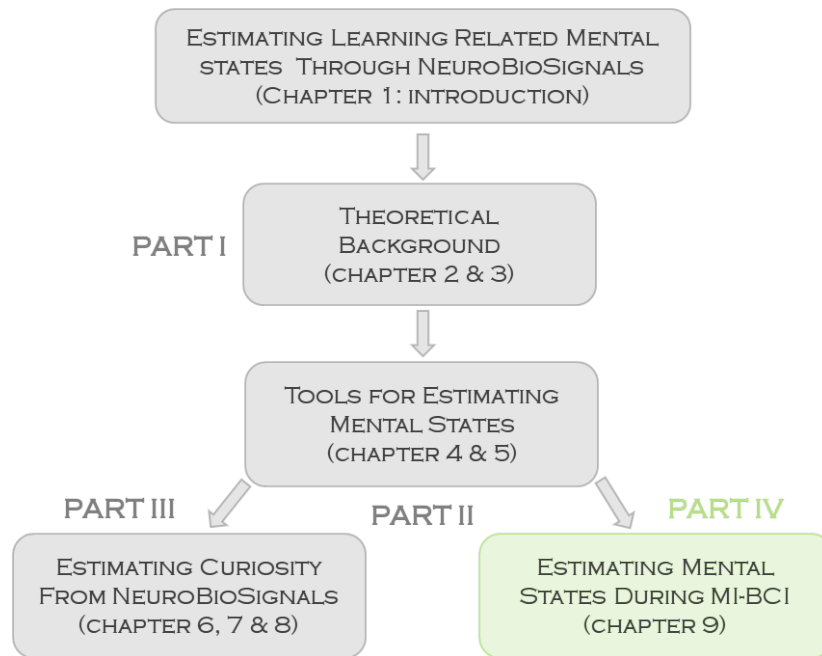 Estimating Learning Related Mental
states Through NeuroBioSignals
(Chapter 1: introduction)
PART I
Theoretical
Background
(chapter 2 & 3)
Tools for Estimating
Mental States
(chapter 4 & 5)
PART III
PART II
PART IV
Estimating Curiosity
From NeuroBioSignals
(chapter 6, 7 & 8)
Estimating Mental
States During MI-BCI
(chapter 9)